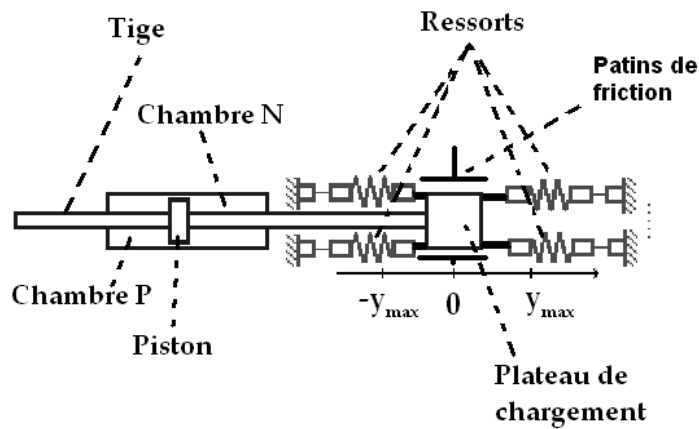 Tige
Ressorts
Patins de
friction
Chambre N
Chambre P
-ymax
0
ymax
Piston
Plateau de
chargement